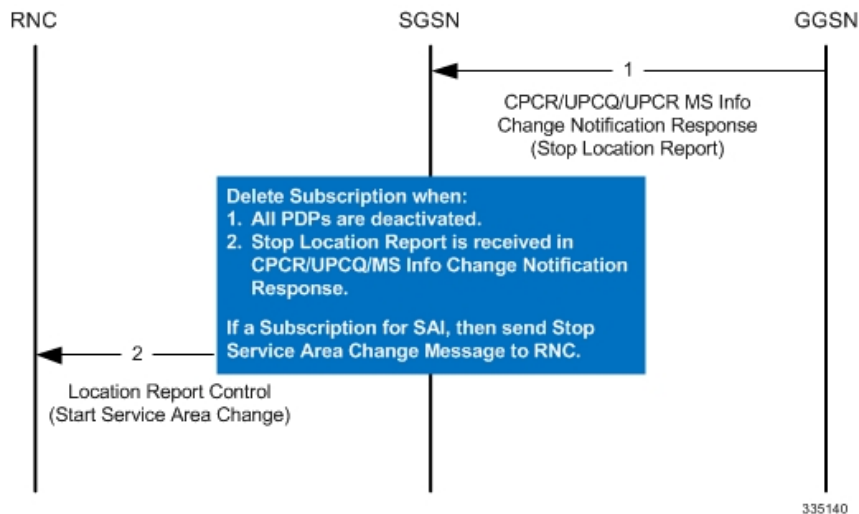 RNC
SGSN
GGSN
1
CPCR/UPCQ/UPCR MS Info
Change Notification Response
(Stop Location Report)
Delete Subscription when:
1. All PDPs are deactivated.
2. Stop Location Report is received in
CPCR/UPCQ/MS Info Change Notification
Response.
If a Subscription for SAI, then send Stop
Service Area Change Message to RNC.
2
Location Report Control
(Start Service Area Change)
335140